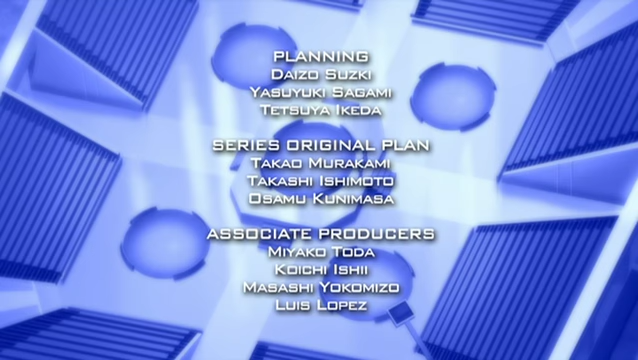 PLANNING
DAIZO SUZKI
YASUYUKI SAGAMI
TETSUYA IKEDA
SERIES ORIGINAL PLAN
TAKAO MURAKAMI
TAKASHI ISHIMOTO
OSAMU KUNIMASA
ASSOCIATE PRODUCERS
MIYAKO TODA
KOICHI ISHII
MASASHI YOKOMIZO
LUIS LOPEZ